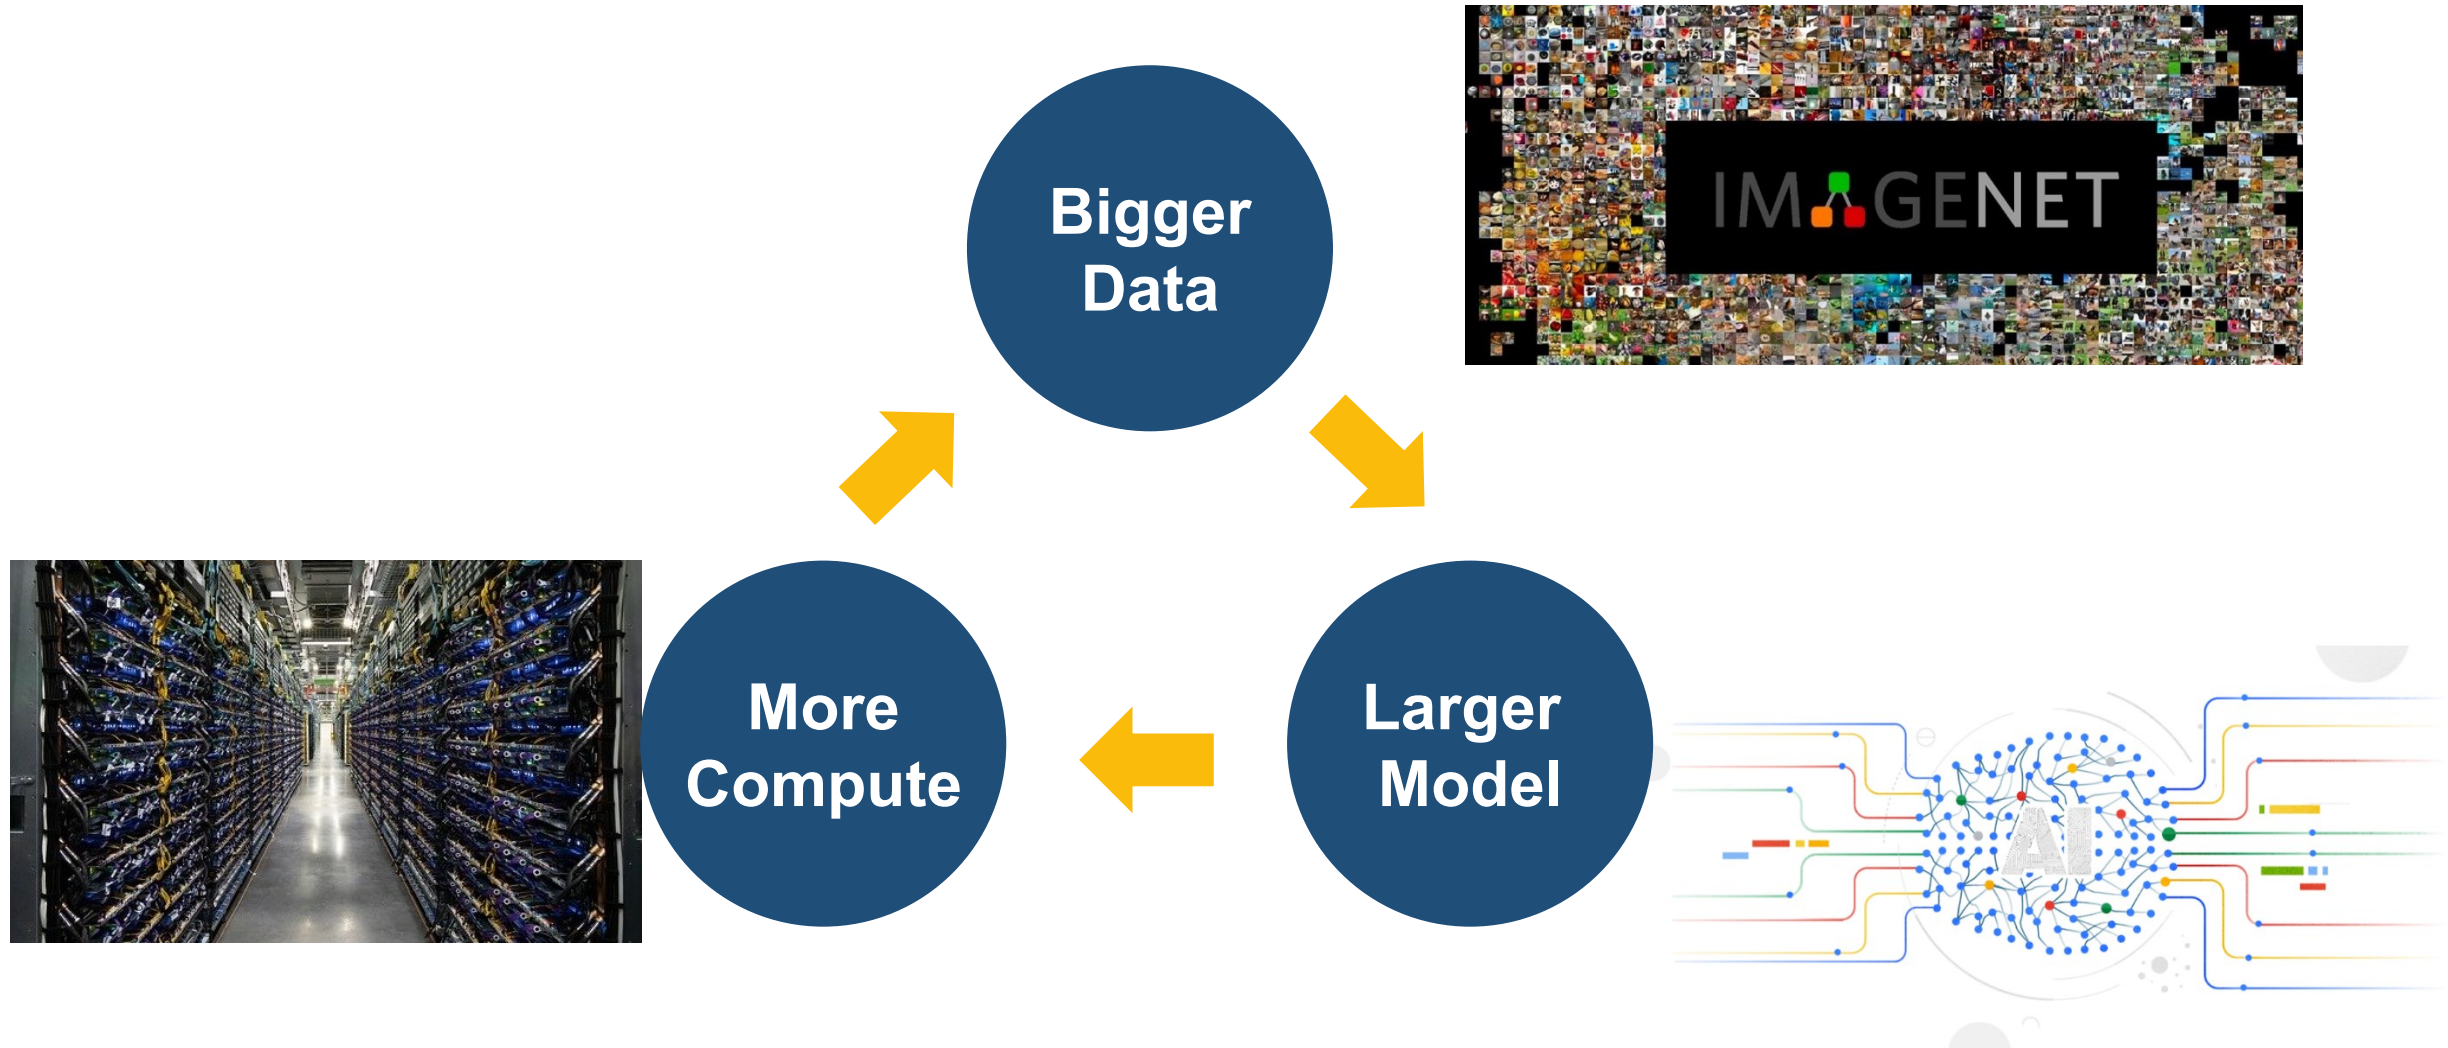 Bigger
Data
IMAGENET
More
Compute
Larger
Model
AI